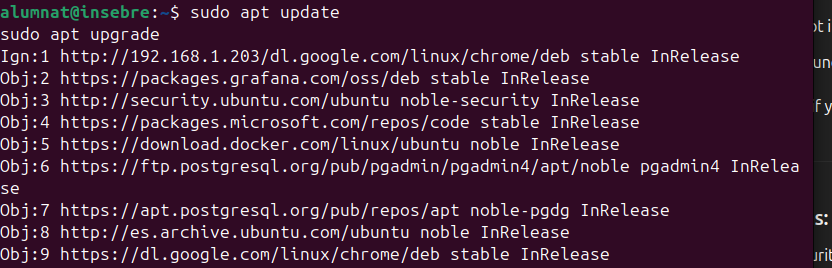 alumnat@insebre:~$ sudo apt update
sudo apt upgrade
Ign:1 http://192.168.1.203/dl.google.com/linux/chrome/deb stable InRelease
Obj:2 https://packages.grafana.com/oss/deb stable InRelease
Obj:3 http://security.ubuntu.com/ubuntu noble-security InRelease
Obj:4 https://packages.microsoft.com/repos/code stable InRelease
Obj:5 https://download.docker.com/linux/ubuntu noble InRelease
Obj:6 https://ftp.postgresql.org/pub/pgadmin/pgadmin4/apt/noble pgadmin4 InRelea
se
Obj:7 https://apt.postgresql.org/pub/repos/apt noble-pgdg InRelease
Obj:8 http://es.archive.ubuntu.com/ubuntu noble InRelease
Obj:9 https://dl.google.com/linux/chrome/deb stable InRelease